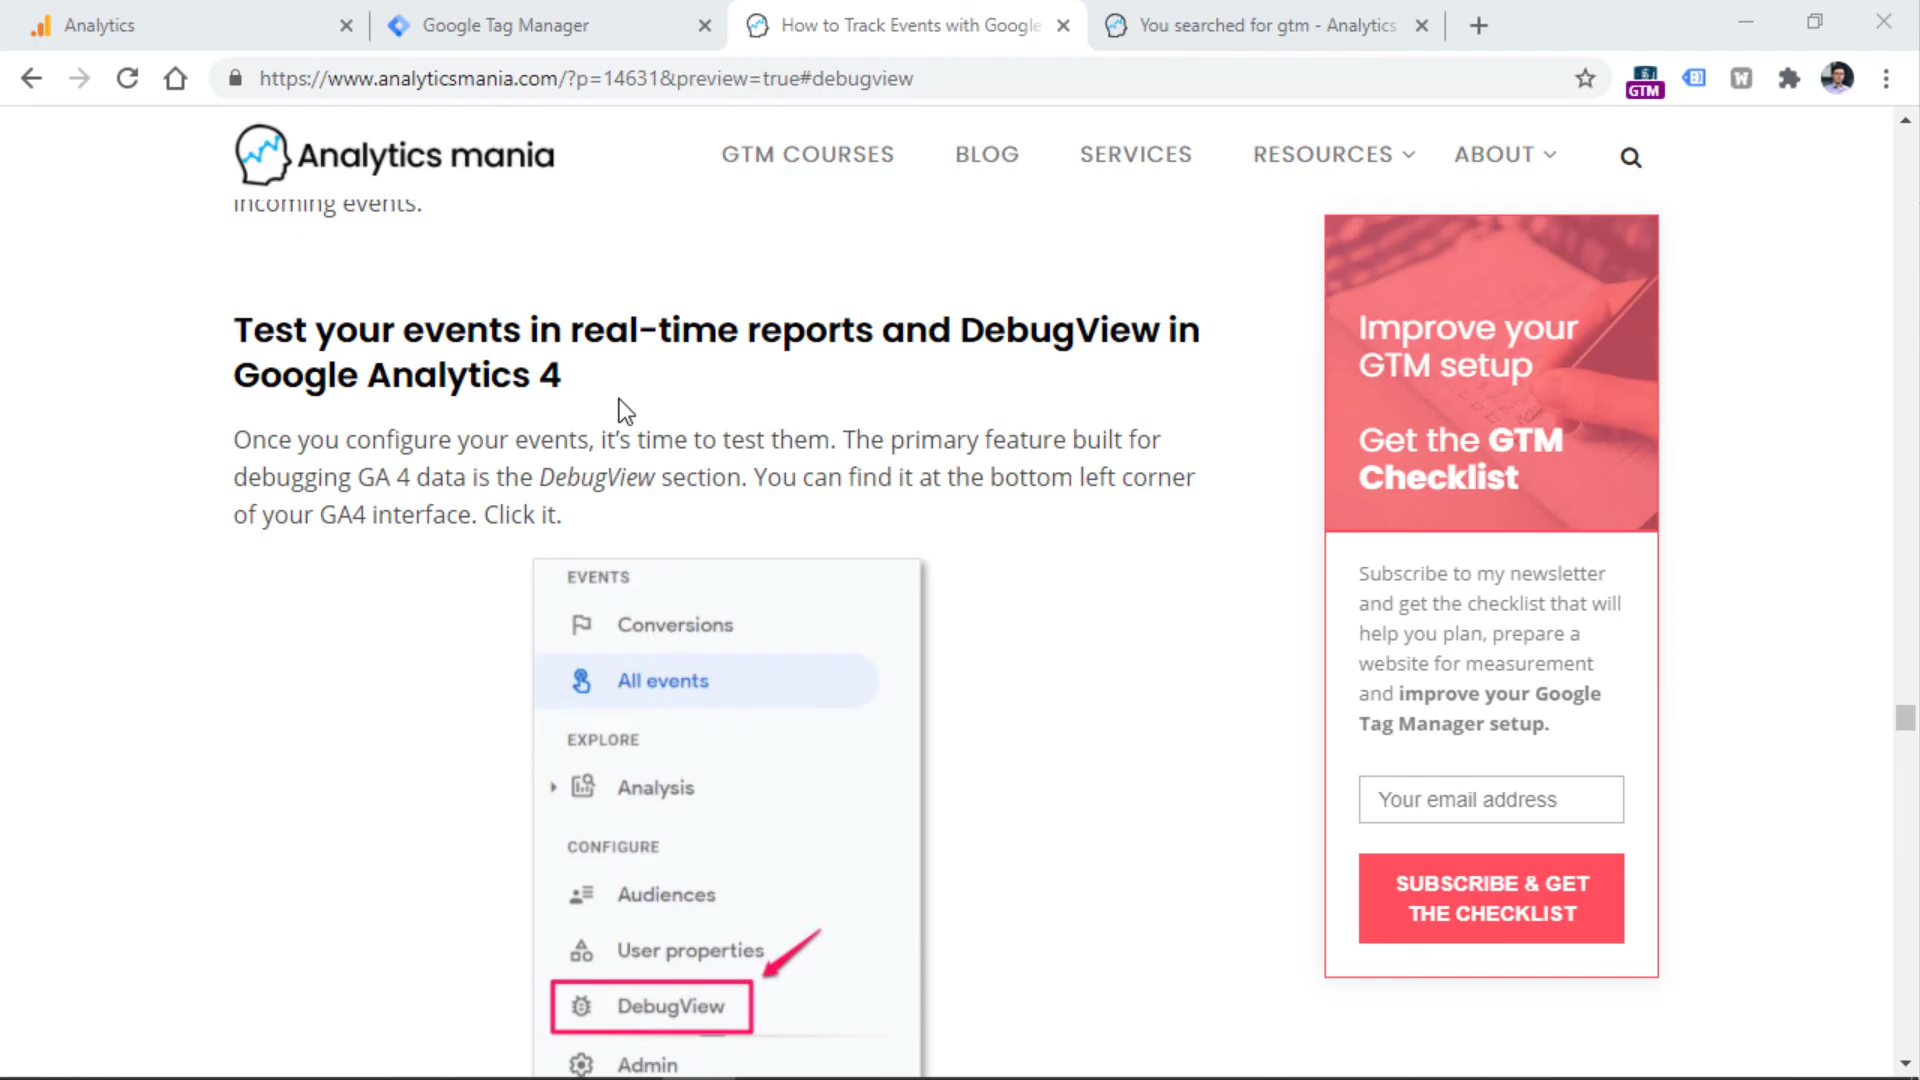 Analytics
Google Tag Manager
How to Track Events with Google
You searched for gtm - Analytics
https://www.analyticsmania.com/?p=14631&preview=true#debugview
GTM
W
Analytics mania
GTM COURSES
BLOG
SERVICES
RESOURCES
ABOUT
incoming events.
Test your events in real-time reports and DebugView in
Google Analytics 4
Once you configure your events, it's time to test them. The primary feature built for
debugging GA 4 data is the DebugView section. You can find it at the bottom left corner
of your GA4 interface. Click it.
EVENTS
Conversions
All events
EXPLORE
Analysis
CONFIGURE
Audiences
User properties
DebugView
Admin
Improve your
GTM setup
Get the GTM
Checklist
Subscribe to my newsletter
and get the checklist that will
help you plan, prepare a
website for measurement
and improve your Google
Tag Manager setup.
Your email address
SUBSCRIBE & GET
THE CHECKLIST